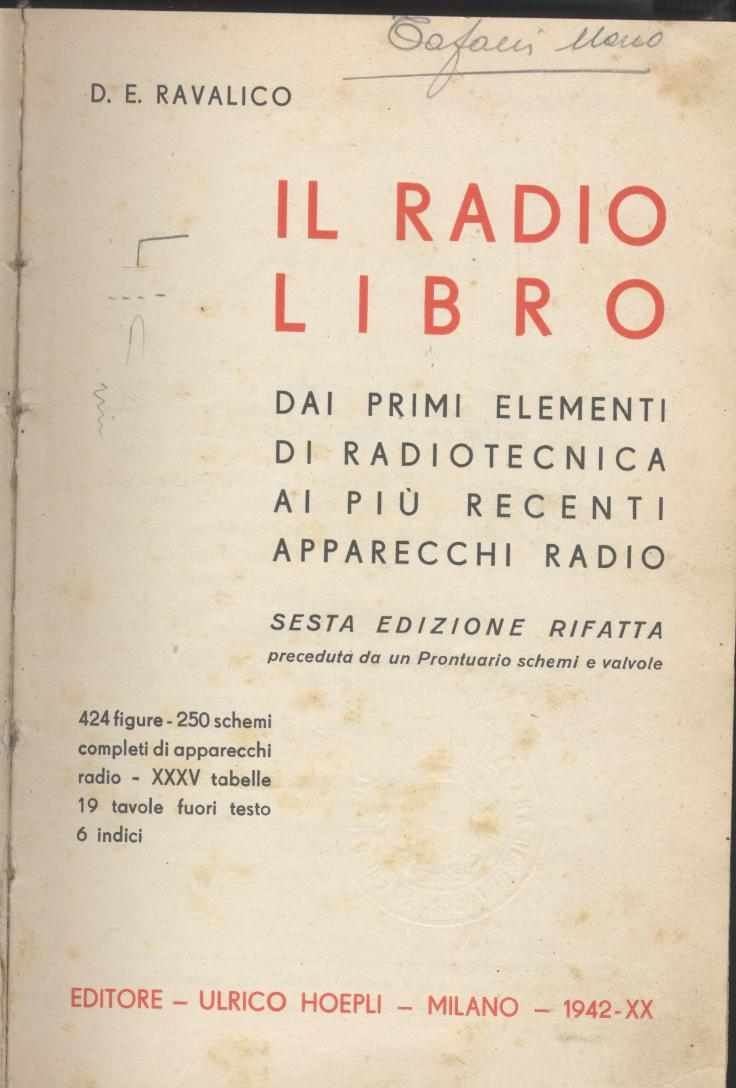 D. E. RAVALICO
IL RADIO
LIBRO
DAI PRIMI ELEMENTI
DI RADIOTECNICA
AI PIÙ RECENTI
APPARECCHI RADIO
SESTA EDIZIONE RIFATTA
preceduta da un Prontuario schemi e valvole
424 figure - 250 schemi
completi di apparecchi
radio - XXXV tabelle
19 tavole fuori testo
6 indici
EDITORE – ULRICO HOEPLI – MILANO – 1942-XX